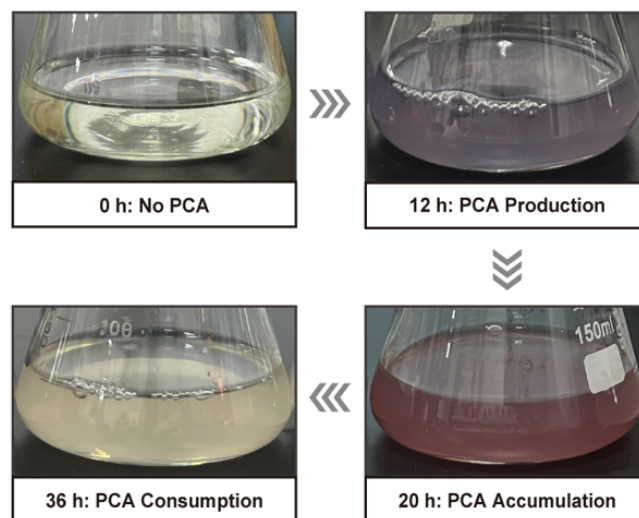 0 h: No PCA
12 h: PCA Production
100
150ml
36 h: PCA Consumption
20 h: PCA Accumulation